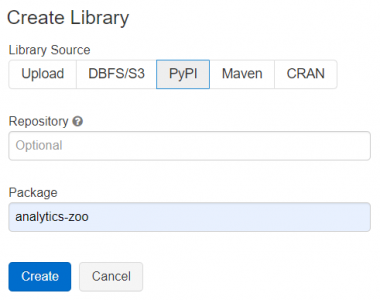 Create Library
Library Source
Upload DBFS/S3 PyPI Maven CRAN
Repository ?
Optional
Package
analytics-zoo
Create Cancel